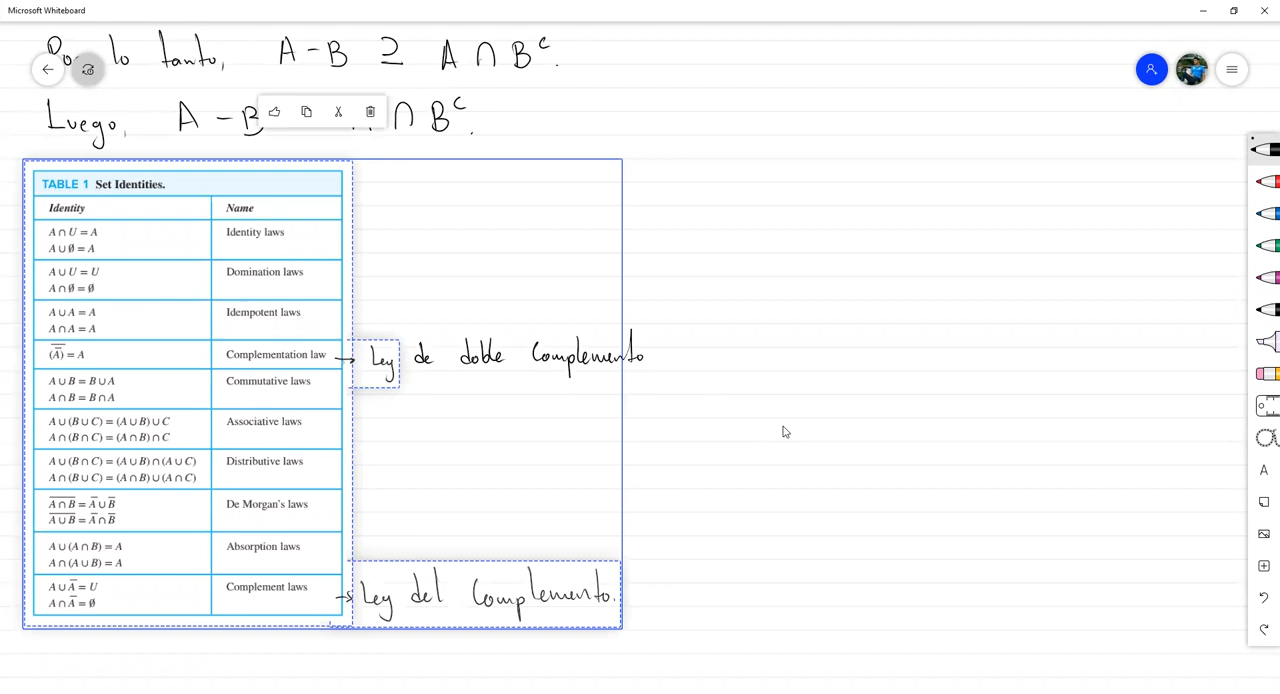 Microsoft Whiteboard
lo tanto, A - B ⊇ A ∩ Bᶜ.
Luego, A - B ∩ Bᶜ.
TABLE 1 Set Identities.
Identity Name
A ∩ U = A Identity laws
A ∪ ∅ = A
A ∪ U = U Domination laws
A ∩ ∅ = ∅
A ∪ A = A Idempotent laws
A ∩ A = A
(A̅)̅ = A Complementation law → Ley de doble Complemento
A ∪ B = B ∪ A Commutative laws
A ∩ B = B ∩ A
A ∪ (B ∪ C) = (A ∪ B) ∪ C Associative laws
A ∩ (B ∩ C) = (A ∩ B) ∩ C
A ∪ (B ∩ C) = (A ∪ B) ∩ (A ∪ C) Distributive laws
A ∩ (B ∪ C) = (A ∩ B) ∪ (A ∩ C)
A̅ ̅∩̅ ̅B̅ = A̅ ∪ B̅ De Morgan's laws
A̅ ̅∪̅ ̅B̅ = A̅ ∩ B̅
A ∪ (A ∩ B) = A Absorption laws
A ∩ (A ∪ B) = A
A ∪ A̅ = U Complement laws → Ley del Complemento.
A ∩ A̅ = ∅
A